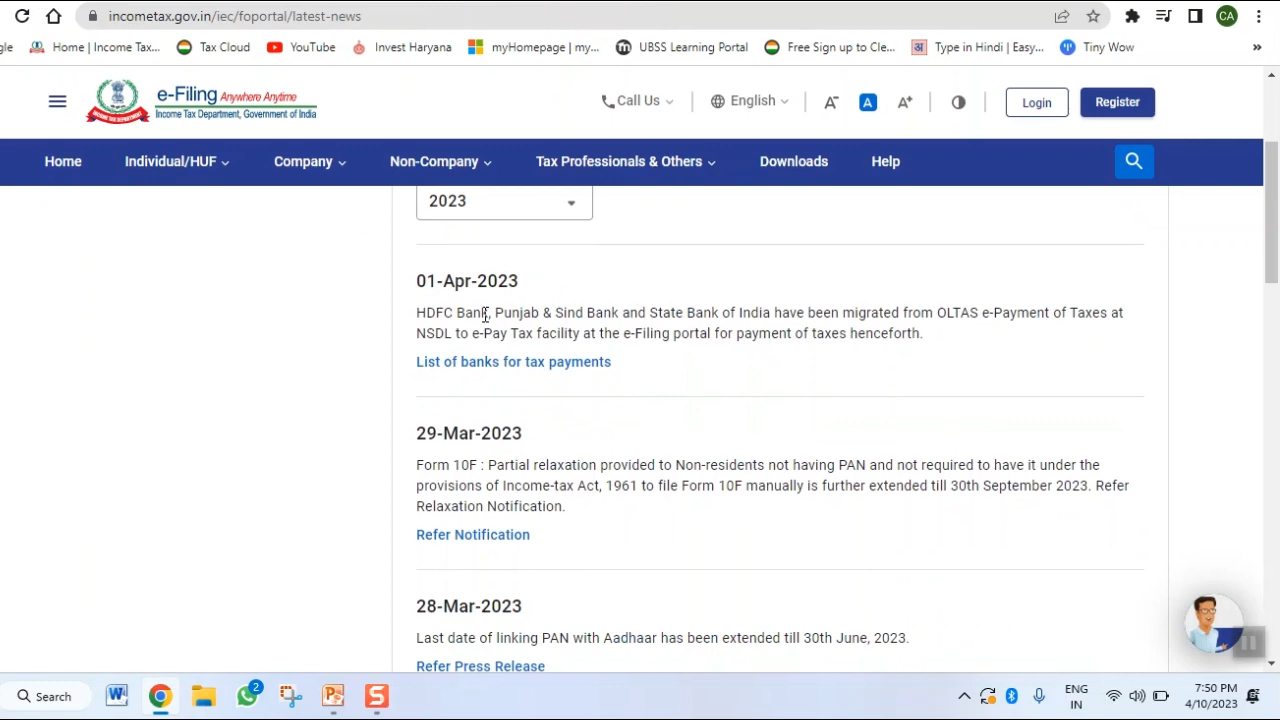 incometax.gov.in/iec/foportal/latest-news
CA
gle
Home | Income Tax...
Tax Cloud
YouTube
Invest Haryana
myHomepage | my...
UBSS Learning Portal
Free Sign up to Cle...
अ
Type in Hindi | Easy...
Tiny Wow
»
e-Filing Anywhere Anytime
Income Tax Department, Government of India
Call Us
English
A-
A
A+
Login
Register
Home
Individual/HUF
Company
Non-Company
Tax Professionals & Others
Downloads
Help
2023
01-Apr-2023
HDFC Bank, Punjab & Sind Bank and State Bank of India have been migrated from OLTAS e-Payment of Taxes at
NSDL to e-Pay Tax facility at the e-Filing portal for payment of taxes henceforth.
List of banks for tax payments
29-Mar-2023
Form 10F : Partial relaxation provided to Non-residents not having PAN and not required to have it under the
provisions of Income-tax Act, 1961 to file Form 10F manually is further extended till 30th September 2023. Refer
Relaxation Notification.
Refer Notification
28-Mar-2023
Last date of linking PAN with Aadhaar has been extended till 30th June, 2023.
Refer Press Release
Search
W
2
P
S
ENG
IN
7:50 PM
4/10/2023